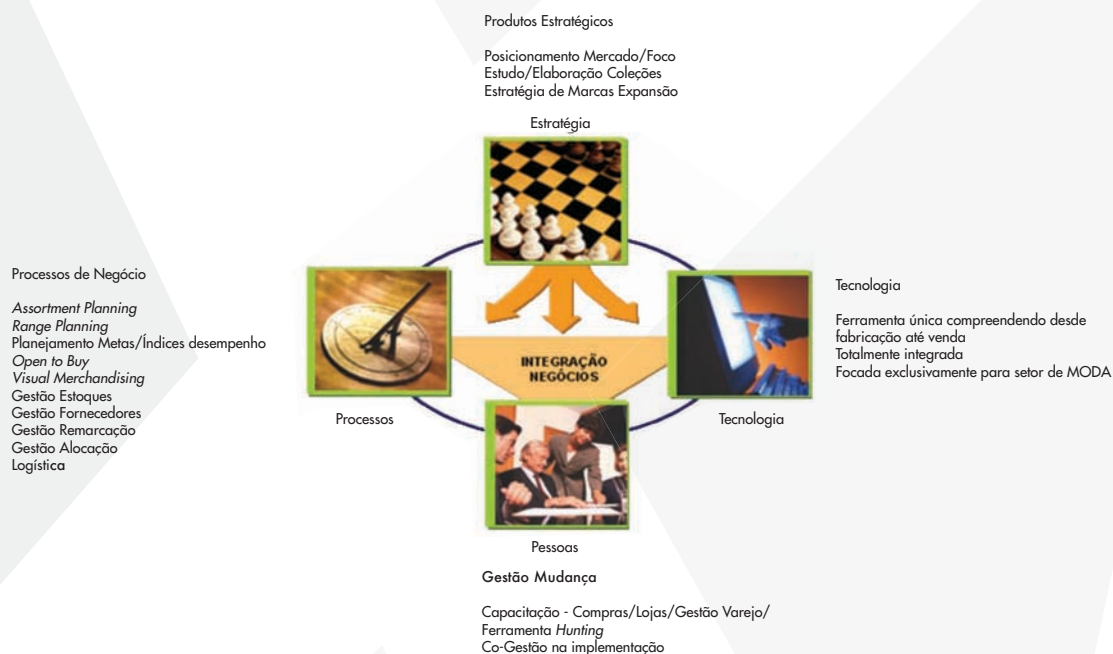 Produtos Estratégicos
Posicionamento Mercado/Foco
Estudo/Elaboração Coleções
Estratégia de Marcas Expansão
Estratégia
Processos de Negócio
Assortment Planning
Range Planning
Planejamento Metas/Índices desempenho
Open to Buy
Visual Merchandising
Gestão Estoques
Gestão Fornecedores
Gestão Remarcação
Gestão Alocação
Logística
Processos
INTEGRAÇÃO
NEGÓCIOS
Tecnologia
Tecnologia
Ferramenta única compreendendo desde
fabricação até venda
Totalmente integrada
Focada exclusivamente para setor de MODA
Pessoas
Gestão Mudança
Capacitação - Compras/Lojas/Gestão Varejo/
Ferramenta Hunting
Co-Gestão na implementação